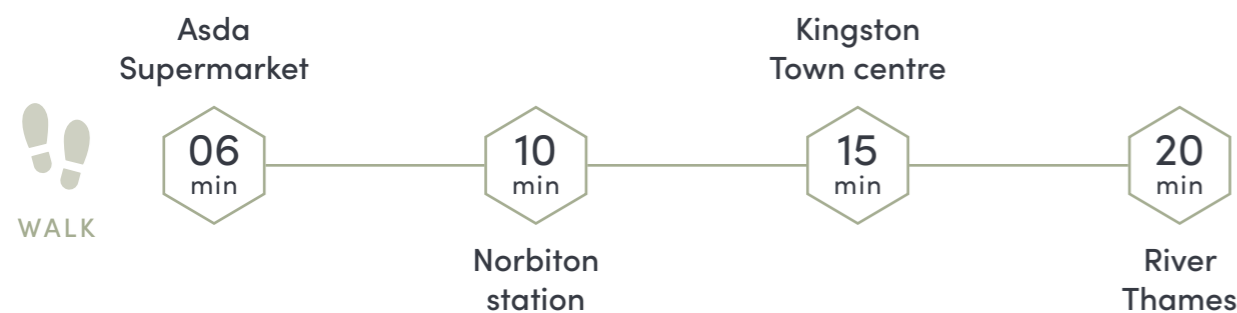 Asda
Supermarket
Kingston
Town centre
WALK
06
min
10
min
15
min
20
min
Norbiton
station
River
Thames